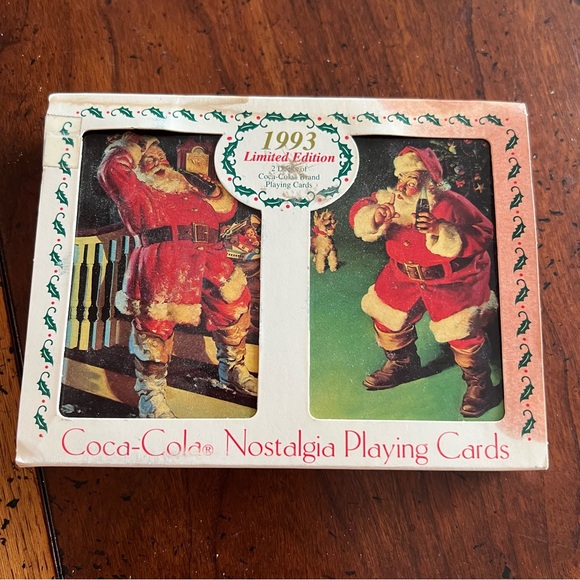 1993
Limited Edition
2 Decks of
Coca-Cola® Brand
Playing Cards
Coca-Cola® Nostalgia Playing Cards